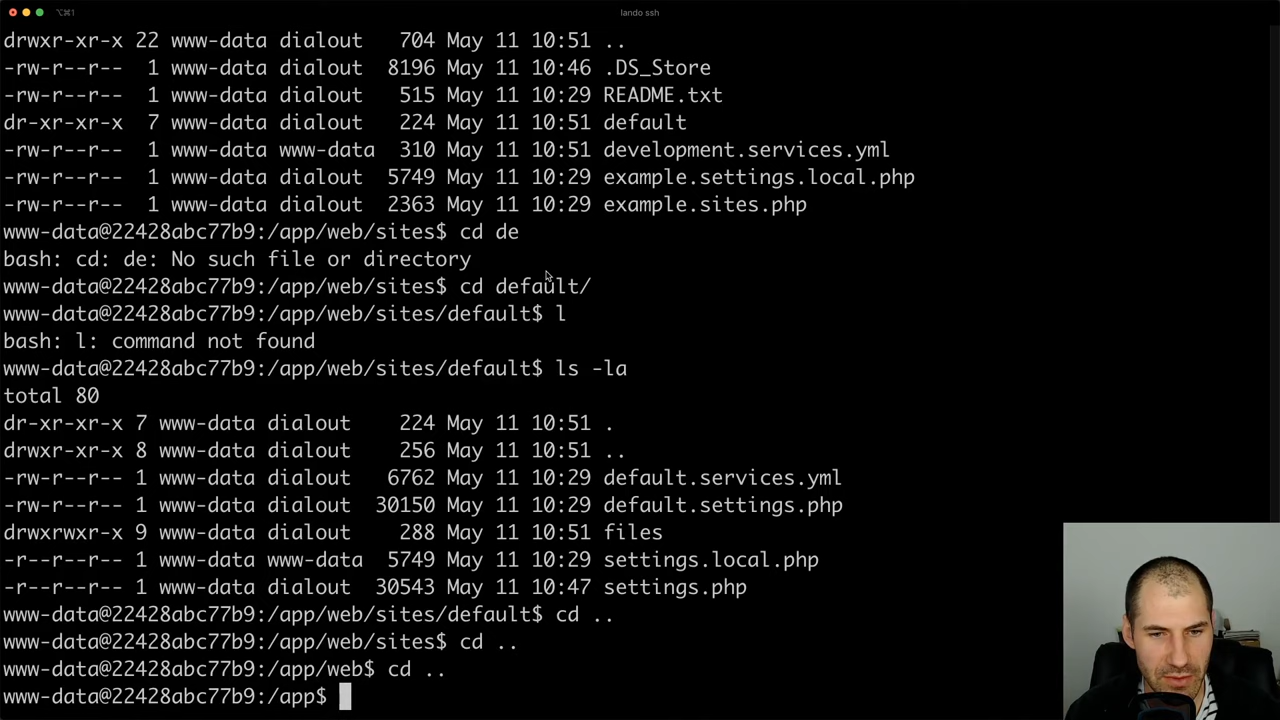 ⌥⌘1
lando ssh
drwxr-xr-x 22 www-data dialout   704 May 11 10:51 ..
-rw-r--r--  1 www-data dialout  8196 May 11 10:46 .DS_Store
-rw-r--r--  1 www-data dialout   515 May 11 10:29 README.txt
dr-xr-xr-x  7 www-data dialout   224 May 11 10:51 default
-rw-r--r--  1 www-data www-data  310 May 11 10:51 development.services.yml
-rw-r--r--  1 www-data dialout  5749 May 11 10:29 example.settings.local.php
-rw-r--r--  1 www-data dialout  2363 May 11 10:29 example.sites.php
www-data@22428abc77b9:/app/web/sites$ cd de
bash: cd: de: No such file or directory
www-data@22428abc77b9:/app/web/sites$ cd default/
www-data@22428abc77b9:/app/web/sites/default$ l
bash: l: command not found
www-data@22428abc77b9:/app/web/sites/default$ ls -la
total 80
dr-xr-xr-x 7 www-data dialout    224 May 11 10:51 .
drwxr-xr-x 8 www-data dialout    256 May 11 10:51 ..
-rw-r--r-- 1 www-data dialout   6762 May 11 10:29 default.services.yml
-rw-r--r-- 1 www-data dialout  30150 May 11 10:29 default.settings.php
drwxrwxr-x 9 www-data dialout    288 May 11 10:51 files
-r--r--r-- 1 www-data www-data  5749 May 11 10:29 settings.local.php
-r--r--r-- 1 www-data dialout  30543 May 11 10:47 settings.php
www-data@22428abc77b9:/app/web/sites/default$ cd ..
www-data@22428abc77b9:/app/web/sites$ cd ..
www-data@22428abc77b9:/app/web$ cd ..
www-data@22428abc77b9:/app$